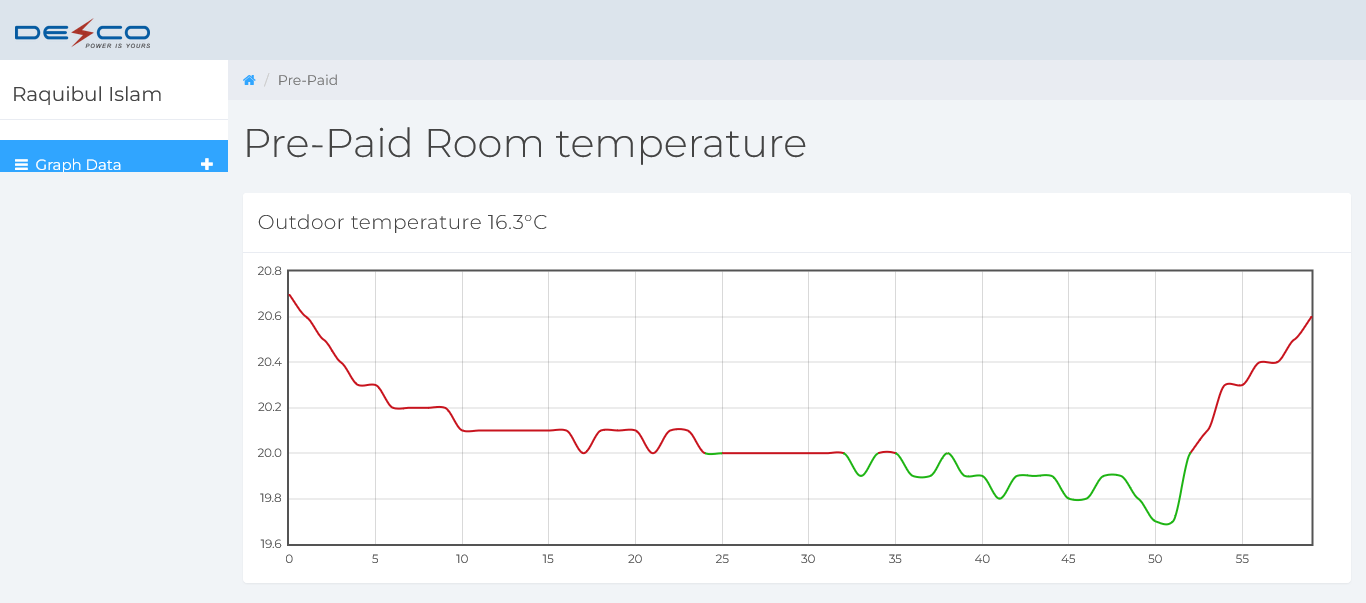 DESCO
POWER IS YOURS
Raquibul Islam
/ Pre-Paid
Graph Data
Pre-Paid Room temperature
Outdoor temperature 16.3°C
20.8
20.6
20.4
20.2
20.0
19.8
19.6
0 5 10 15 20 25 30 35 40 45 50 55